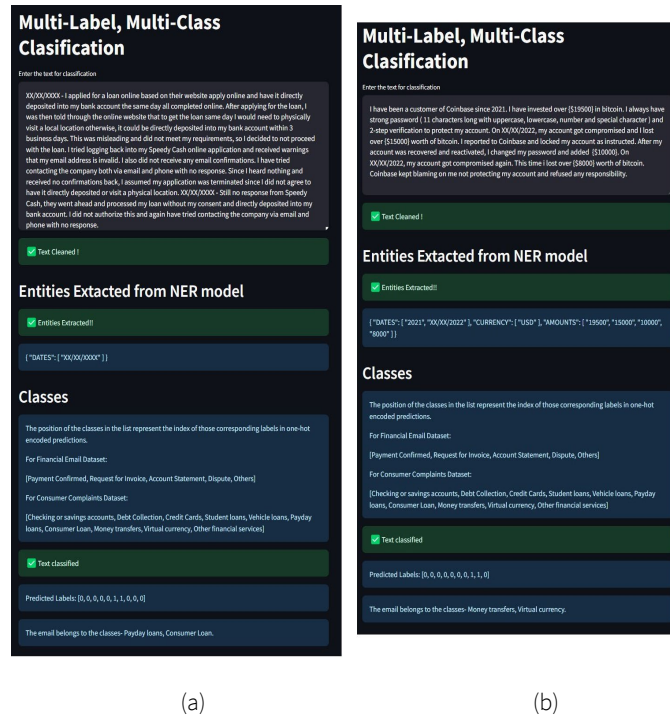 Multi-Label, Multi-Class
Clasification
Enter the text for classification
XX/XX/XXXX - I applied for a loan online based on their website apply online and have it directly
deposited into my bank account the same day all completed online. After applying for the loan, I
was then told through the online website that to get the loan same day I would need to physically
visit a local location otherwise, it could be directly deposited into my bank account within 3
business days. This was misleading and did not meet my requirements, so I decided to not proceed
with the loan. I tried logging back into my Speedy Cash online application and received warnings
that my email address is invalid. I also did not receive any email confirmations. I have tried
contacting the company both via email and phone with no response. Since I heard nothing and
received no confirmations back, I assumed my application was terminated since I did not agree to
have it directly deposited or visit a physical location. XX/XX/XXXX - Still no response from Speedy
Cash, they went ahead and processed my loan without my consent and directly deposited into my
bank account. I did not authorize this and again have tried contacting the company via email and
phone with no response.
Text Cleaned !
Entities Extacted from NER model
Entities Extracted!!
{ "DATES": [ "XX/XX/XXXX" ] }
Classes
The position of the classes in the list represent the index of those corresponding labels in one-hot
encoded predictions.
For Financial Email Dataset:
[Payment Confirmed, Request for Invoice, Account Statement, Dispute, Others]
For Consumer Complaints Dataset:
[Checking or savings accounts, Debt Collection, Credit Cards, Student loans, Vehicle loans, Payday
loans, Consumer Loan, Money transfers, Virtual currency, Other financial services]
Text classified
Predicted Labels: [0, 0, 0, 0, 0, 1, 1, 0, 0, 0]
The email belongs to the classes- Payday loans, Consumer Loan.
(a)
Multi-Label, Multi-Class
Clasification
Enter the text for classification
I have been a customer of Coinbase since 2021. I have invested over {$19500} in bitcoin. I always have
strong password ( 11 characters long with uppercase, lowercase, number and special character ) and
2-step verification to protect my account. On XX/XX/2022, my account got compromised and I lost
over {$15000} worth of bitcoin. I reported to Coinbase and locked my account as instructed. After my
account was recovered and reactivated, I changed my password and added {$10000}. On
XX/XX/2022, my account got compromised again. This time i lost over {$8000} worth of bitcoin.
Coinbase kept blaming on me not protecting my account and refused any responsibility.
Text Cleaned !
Entities Extacted from NER model
Entities Extracted!!
{ "DATES": [ "2021", "XX/XX/2022" ], "CURRENCY": [ "USD" ], "AMOUNTS": [ "19500", "15000", "10000",
"8000" ] }
Classes
The position of the classes in the list represent the index of those corresponding labels in one-hot
encoded predictions.
For Financial Email Dataset:
[Payment Confirmed, Request for Invoice, Account Statement, Dispute, Others]
For Consumer Complaints Dataset:
[Checking or savings accounts, Debt Collection, Credit Cards, Student loans, Vehicle loans, Payday
loans, Consumer Loan, Money transfers, Virtual currency, Other financial services]
Text classified
Predicted Labels: [0, 0, 0, 0, 0, 0, 0, 1, 1, 0]
The email belongs to the classes- Money transfers, Virtual currency.
(b)